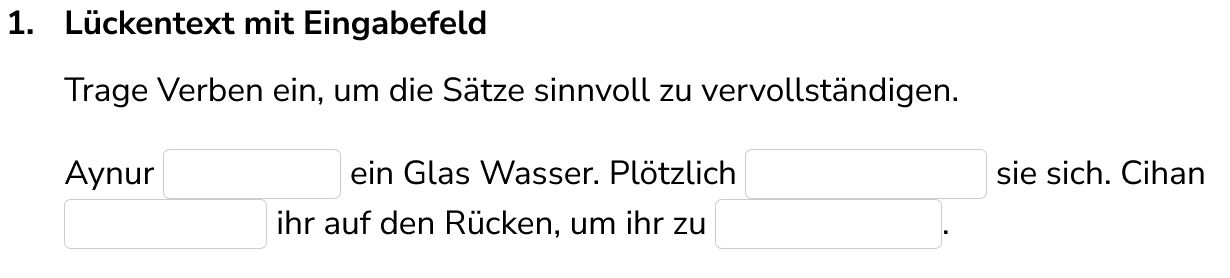 1. Lückentext mit Eingabefeld
Trage Verben ein, um die Sätze sinnvoll zu vervollständigen.
Aynur ein Glas Wasser. Plötzlich sie sich. Cihan
ihr auf den Rücken, um ihr zu .